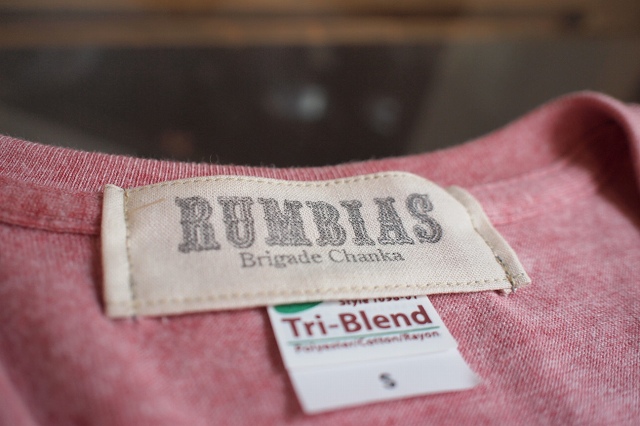 RUMBIAS
Brigade Chanka
Tri-Blend
Polyester/Cotton/Rayon
S